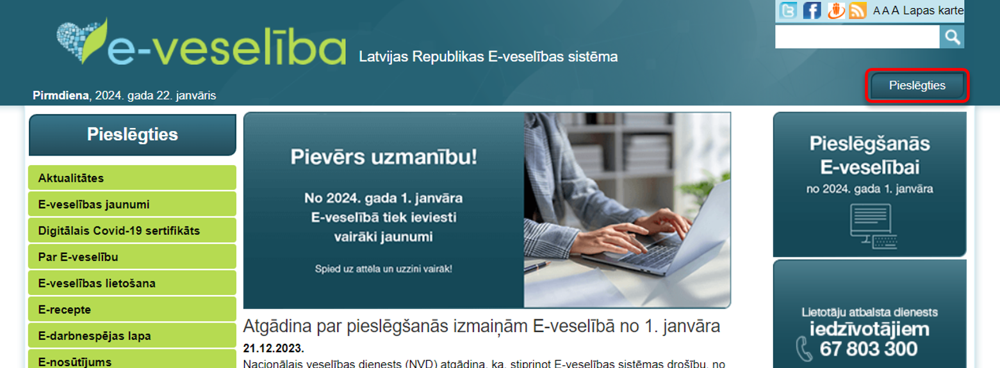 A A A Lapas karte
e-veselība
Latvijas Republikas E-veselības sistēma
Pirmdiena, 2024. gada 22. janvāris
Pieslēgties
Pieslēgties
Aktualitātes
E-veselības jaunumi
Digitālais Covid-19 sertifikāts
Par E-veselību
E-veselības lietošana
E-recepte
E-darbnespējas lapa
E-nosūtījums
Pievērs uzmanību!
No 2024. gada 1. janvāra
E-veselībā tiek ieviesti
vairāki jaunumi
Spied uz attēla un uzzini vairāk!
Atgādina par pieslēgšanās izmaiņām E-veselībā no 1. janvāra
21.12.2023.
Nacionālais veselības dienests (NVD) atgādina, ka, stiprinot E-veselības sistēmas drošību, no
Pieslēgšanās
E-veselībai
no 2024. gada 1. janvāra
Lietotāju atbalsta dienests
iedzīvotājiem
67 803 300